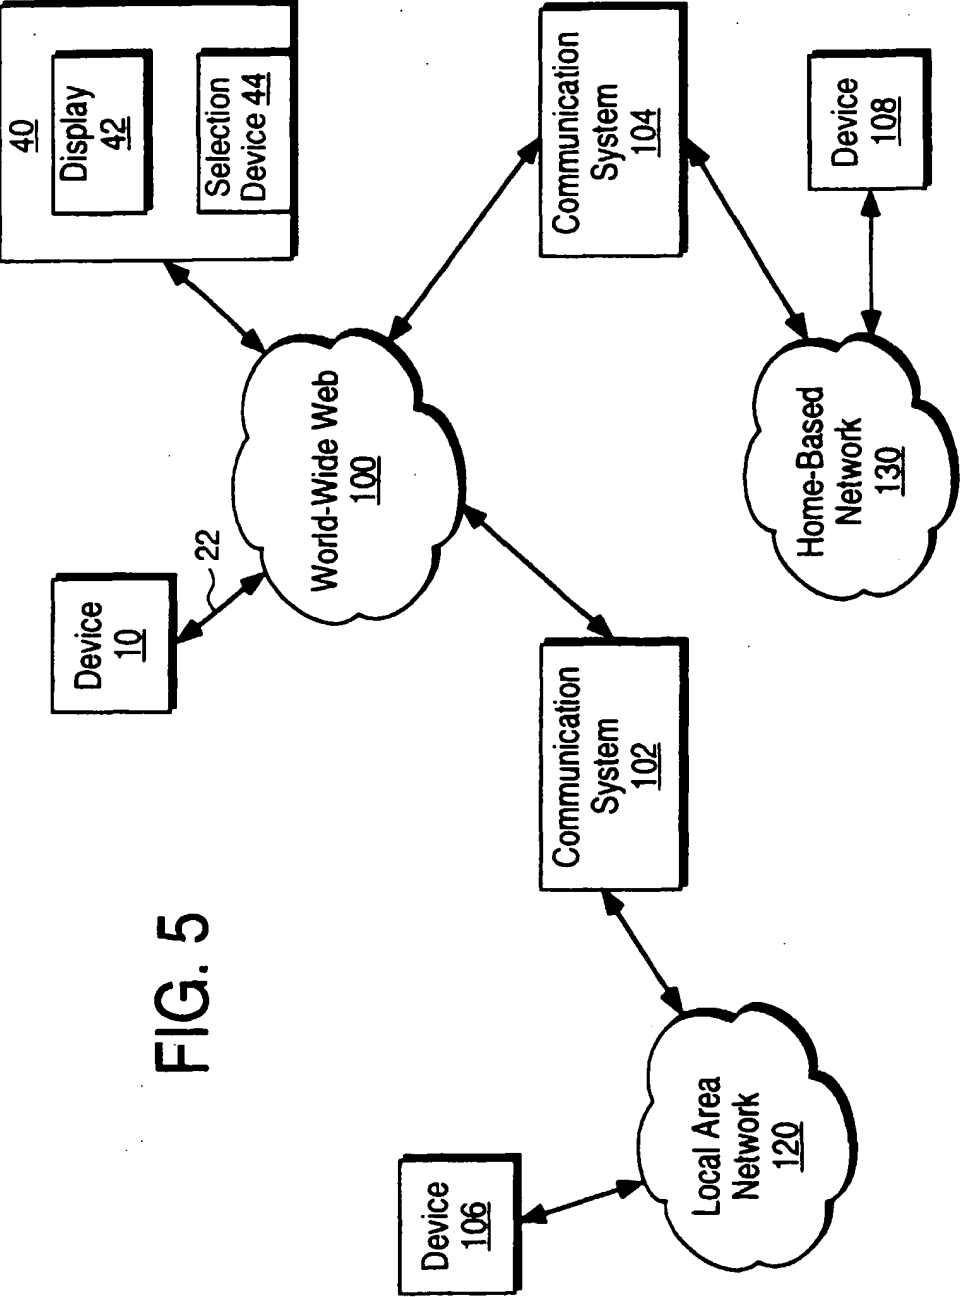 FIG. 5
Device
106
Local Area
Network
120
Device
10
22
World-Wide Web
100
Communication
System
102
40
Display
42
Selection
Device 44
Communication
System
104
Home-Based
Network
130
Device
108